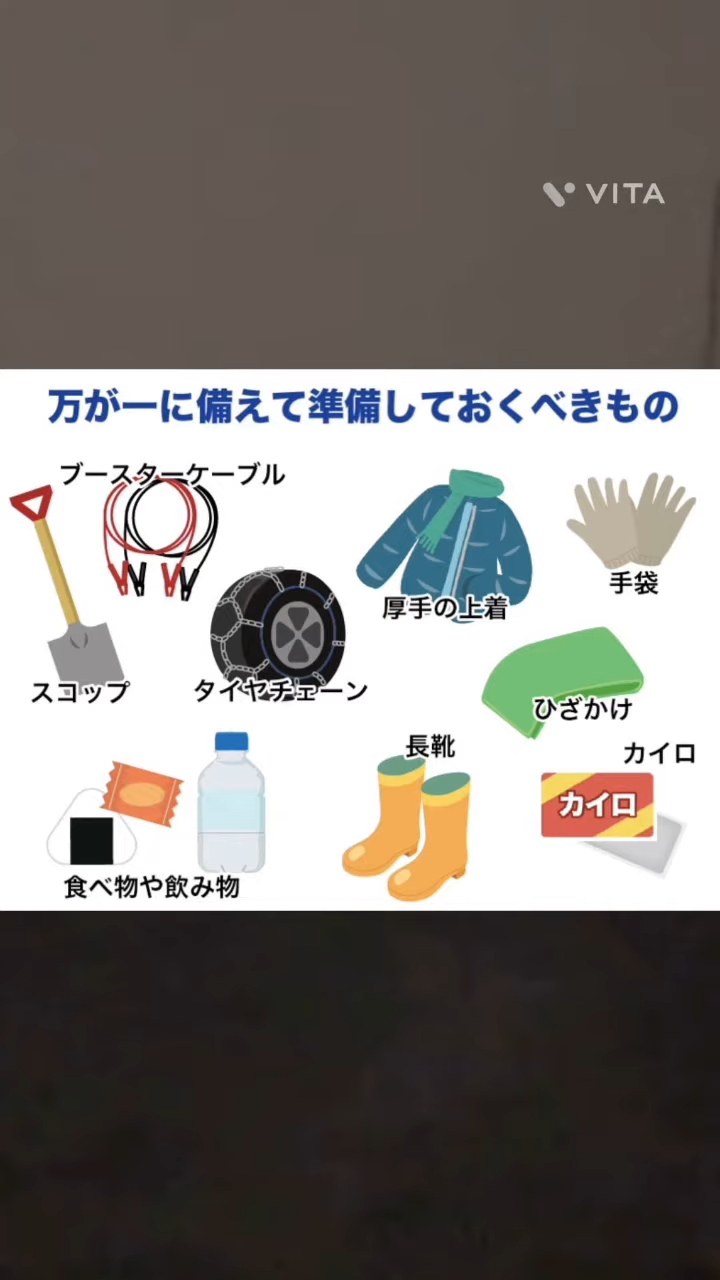 VITA
万が一に備えて準備しておくべきもの
ブースターケーブル
手袋
厚手の上着
スコップ
タイヤチェーン
ひざかけ
長靴
カイロ
カイロ
食べ物や飲み物